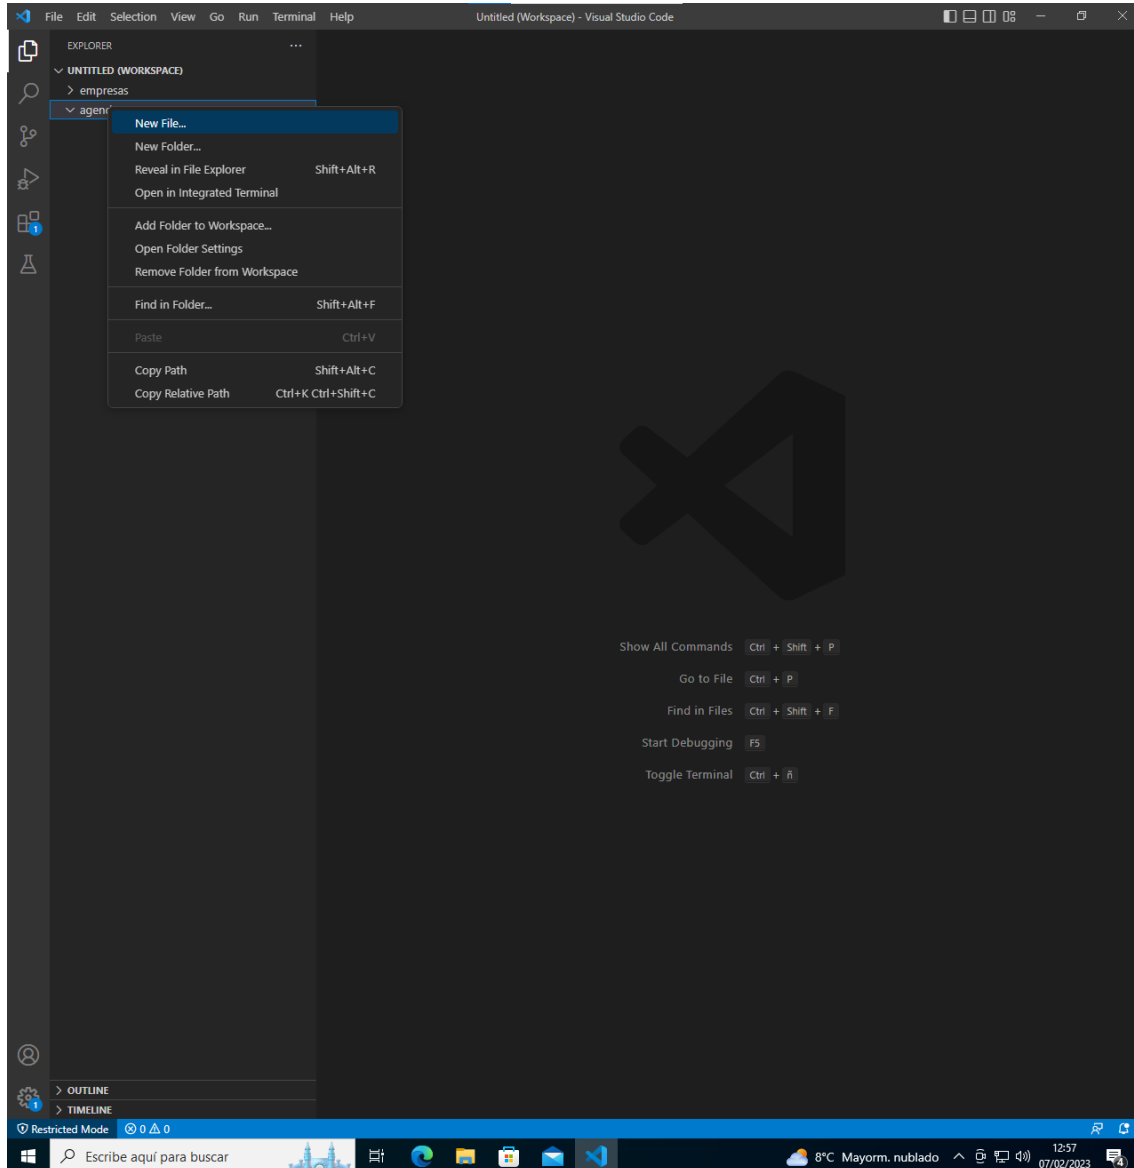 File Edit Selection View Go Run Terminal Help Untitled (Workspace) - Visual Studio Code
EXPLORER
UNTITLED (WORKSPACE)
empresas
New File...
New Folder...
Reveal in File Explorer Shift+Alt+R
Open in Integrated Terminal
Add Folder to Workspace...
Open Folder Settings
Remove Folder from Workspace
Find in Folder... Shift+Alt+F
Paste Ctrl+V
Copy Path Shift+Alt+C
Copy Relative Path Ctrl+K Ctrl+Shift+C
Show All Commands Ctrl + Shift + P
Go to File Ctrl + P
Find in Files Ctrl + Shift + F
Start Debugging F5
Toggle Terminal Ctrl + ñ
1
1
OUTLINE
TIMELINE
Restricted Mode 0 0
Escribe aquí para buscar 8°C Mayorm. nublado 12:57
07/02/2023 4